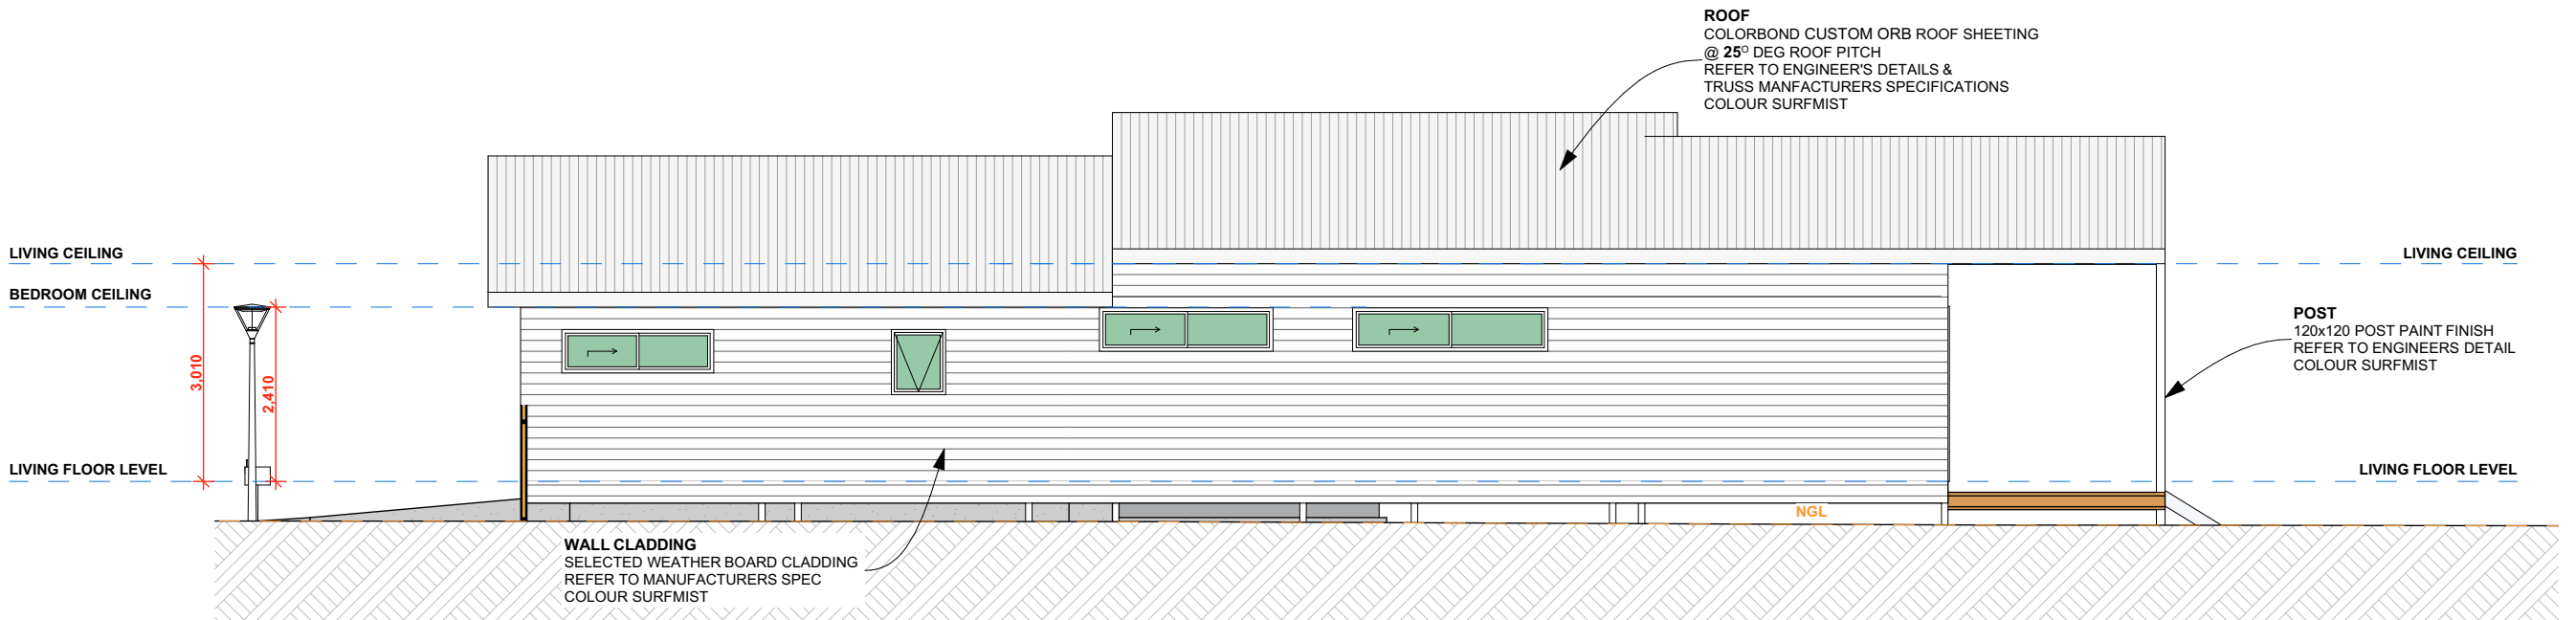 ROOF
COLORBOND CUSTOM ORB ROOF SHEETING
@ 25° DEG ROOF PITCH
REFER TO ENGINEER'S DETAILS &
TRUSS MANFACTURERS SPECIFICATIONS
COLOUR SURFMIST
LIVING CEILING
LIVING CEILING
BEDROOM CEILING
POST
120x120 POST PAINT FINISH
REFER TO ENGINEERS DETAIL
COLOUR SURFMIST
3,010
2,410
LIVING FLOOR LEVEL
LIVING FLOOR LEVEL
NGL
WALL CLADDING
SELECTED WEATHER BOARD CLADDING
REFER TO MANUFACTURERS SPEC
COLOUR SURFMIST